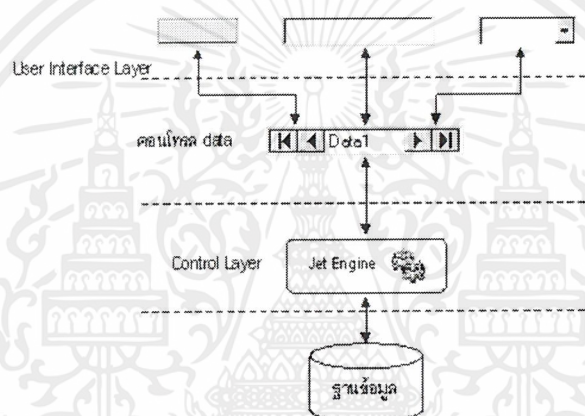 User Interface Layer
คอนโทรล data
Data1
Control Layer
Jet Engine
ฐานข้อมูล